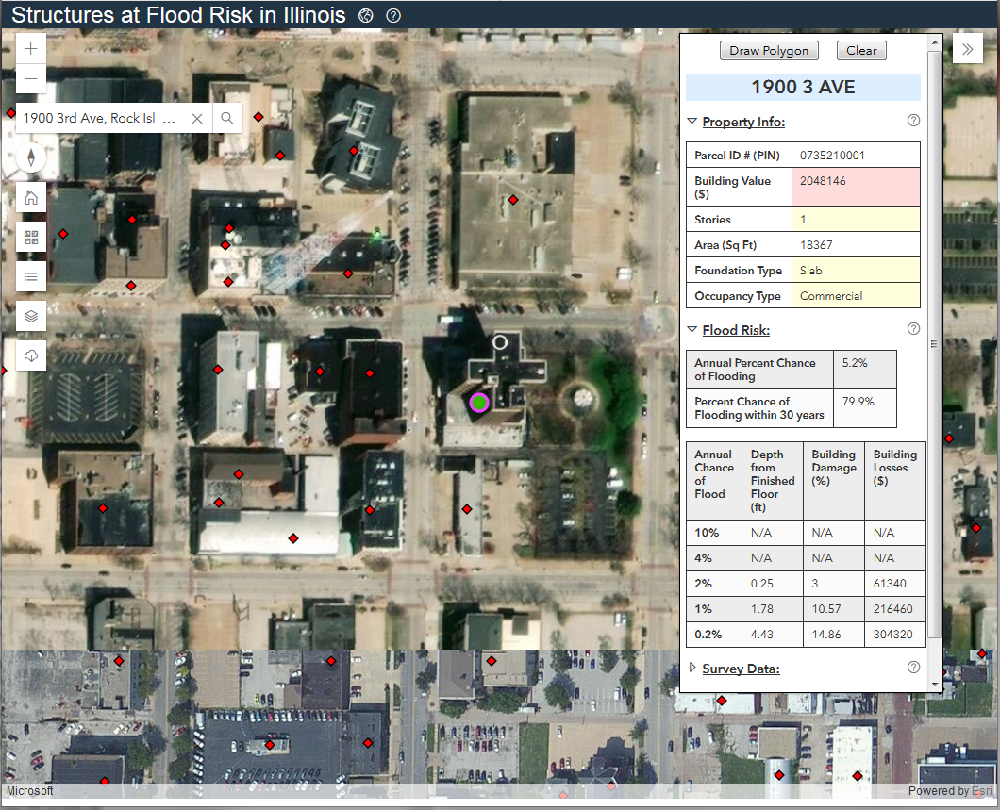 Structures at Flood Risk in Illinois
1900 3rd Ave, Rock Isl ...
Draw Polygon Clear
1900 3 AVE
Property Info:
Parcel ID # (PIN) 0735210001
Building Value 2048146
($)
Stories 1
Area (Sq Ft) 18367
Foundation Type Slab
Occupancy Type Commercial
Flood Risk:
Annual Percent Chance 5.2%
of Flooding
Percent Chance of 79.9%
Flooding within 30 years
Annual Depth Building Building
Chance from Damage Losses
of Finished (%) ($)
Flood Floor
(ft)
10% N/A N/A N/A
4% N/A N/A N/A
2% 0.25 3 61340
1% 1.78 10.57 216460
0.2% 4.43 14.86 304320
Survey Data:
Microsoft Powered by Esri